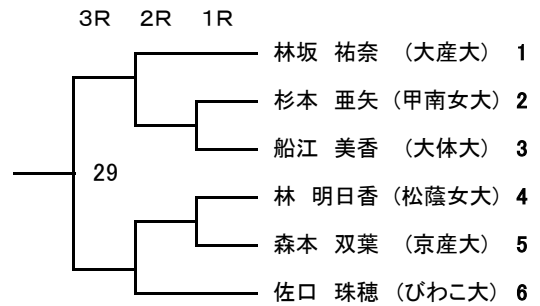 3R 2R 1R
林坂 祐奈 (大産大) 1
杉本 亜矢 (甲南女大) 2
船江 美香 (大体大) 3
29
林 明日香 (松蔭女大) 4
森本 双葉 (京産大) 5
佐口 珠穂 (びわこ大) 6